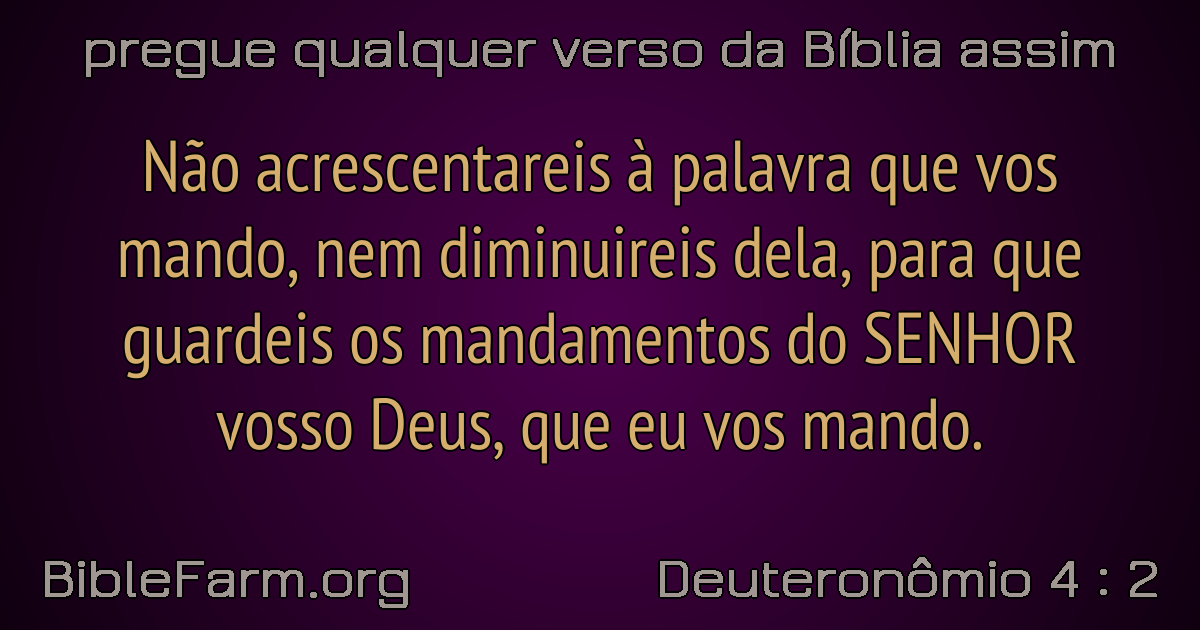 pregue qualquer verso da Bíblia assim
Não acrescentareis à palavra que vos
mando, nem diminuireis dela, para que
guardeis os mandamentos do SENHOR
vosso Deus, que eu vos mando.
BibleFarm.org
Deuteronômio 4 : 2